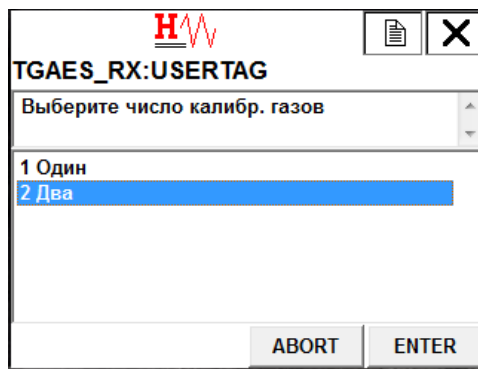 H
TGAES_RX:USERTAG
Выберите число калибр. газов
1 Один
2 Два
ABORT
ENTER